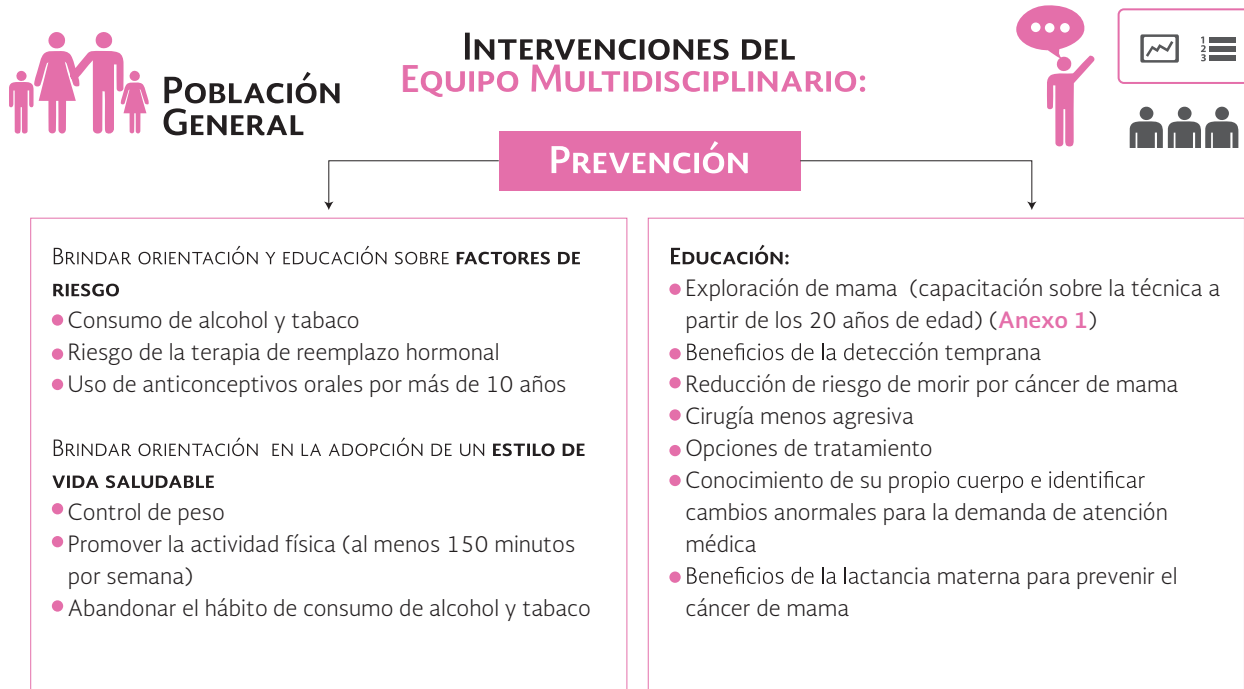 POBLACIÓN
GENERAL
INTERVENCIONES DEL
EQUIPO MULTIDISCIPLINARIO:
1
2
3
PREVENCIÓN
BRINDAR ORIENTACIÓN Y EDUCACIÓN SOBRE FACTORES DE
RIESGO
• Consumo de alcohol y tabaco
• Riesgo de la terapia de reemplazo hormonal
• Uso de anticonceptivos orales por más de 10 años
BRINDAR ORIENTACIÓN EN LA ADOPCIÓN DE UN ESTILO DE
VIDA SALUDABLE
• Control de peso
• Promover la actividad física (al menos 150 minutos
por semana)
• Abandonar el hábito de consumo de alcohol y tabaco
EDUCACIÓN:
• Exploración de mama (capacitación sobre la técnica a
partir de los 20 años de edad) (Anexo 1)
• Beneficios de la detección temprana
• Reducción de riesgo de morir por cáncer de mama
• Cirugía menos agresiva
• Opciones de tratamiento
• Conocimiento de su propio cuerpo e identificar
cambios anormales para la demanda de atención
médica
• Beneficios de la lactancia materna para prevenir el
cáncer de mama